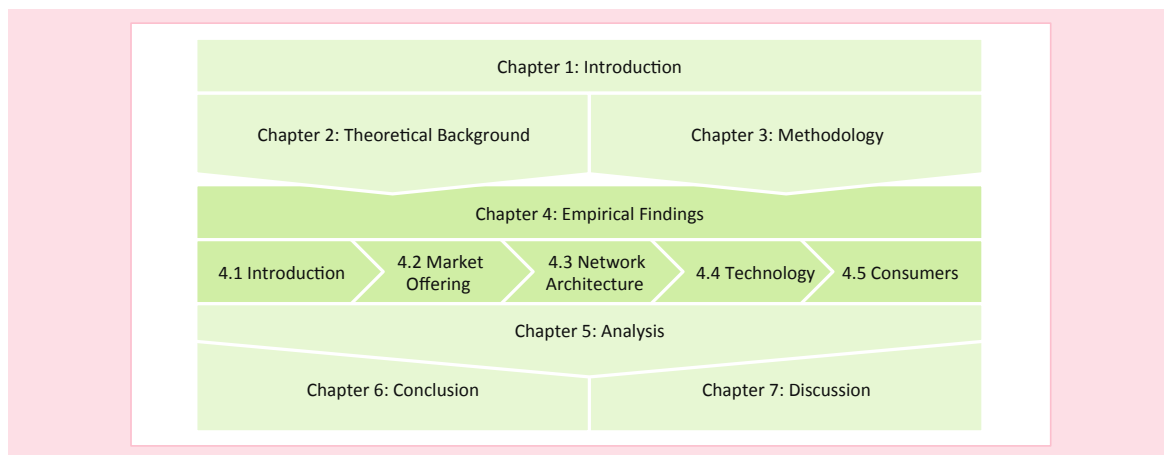 Chapter 1: Introduction
Chapter 2: Theoretical Background
Chapter 3: Methodology
Chapter 4: Empirical Findings
4.1 Introduction
4.2 Market
Offering
4.3 Network
Architecture
4.4 Technology
4.5 Consumers
Chapter 5: Analysis
Chapter 6: Conclusion
Chapter 7: Discussion